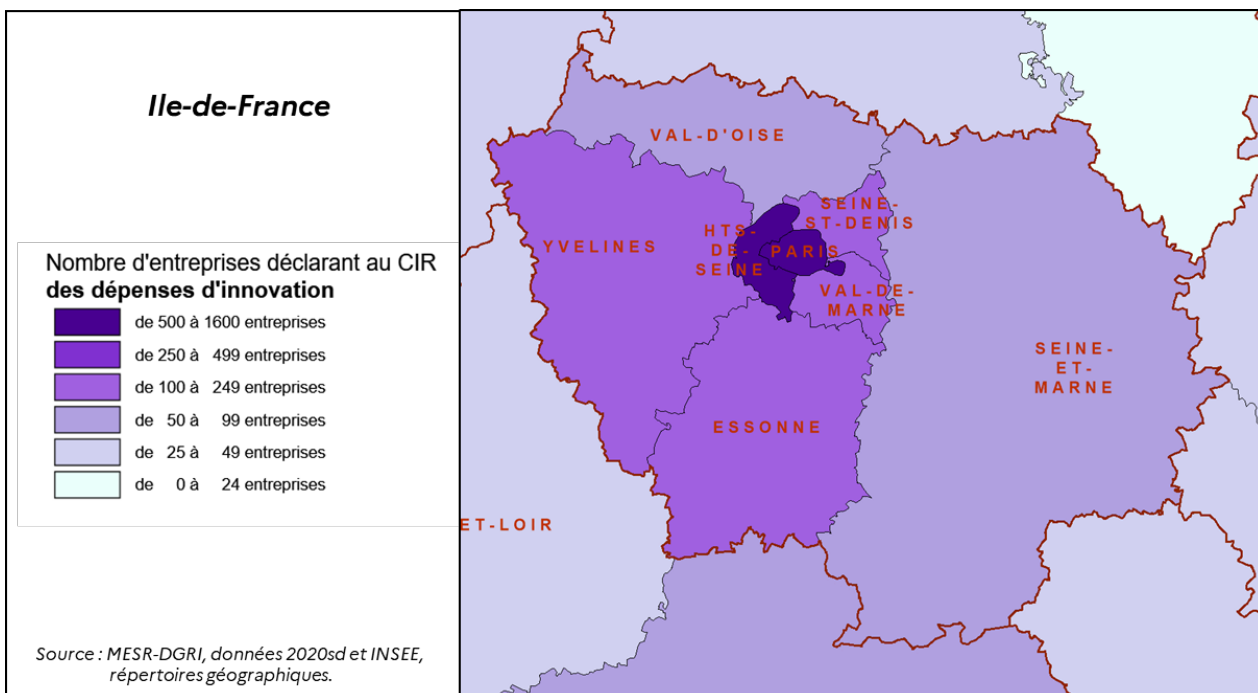 Ile-de-France
Nombre d'entreprises déclarant au CIR
des dépenses d'innovation
de 500 à 1600 entreprises
de 250 à 499 entreprises
de 100 à 249 entreprises
de 50 à 99 entreprises
de 25 à 49 entreprises
de 0 à 24 entreprises
Source : MESR-DGRI, données 2020sd et INSEE,
répertoires géographiques.
VAL-D'OISE
SEINE-
ST-DENIS
YVELINES
HTS-
DE-
SEINE
PARIS
VAL-DE-
MARNE
SEINE-
ET-
MARNE
ESSONNE
ET-LOIR